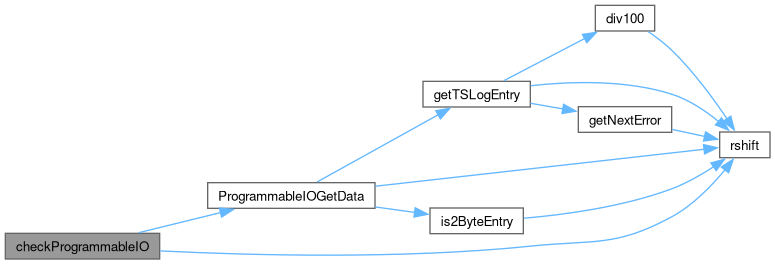 div100
getTSLogEntry
getNextError
rshift
ProgrammableIOGetData
is2ByteEntry
checkProgrammableIO